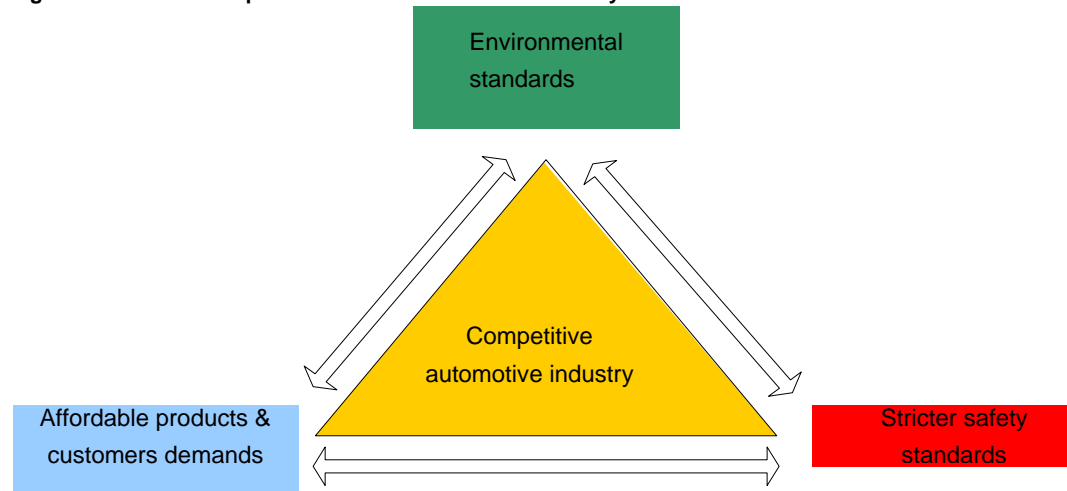 Environmental
standards
Competitive
automotive industry
Affordable products &
customers demands
Stricter safety
standards